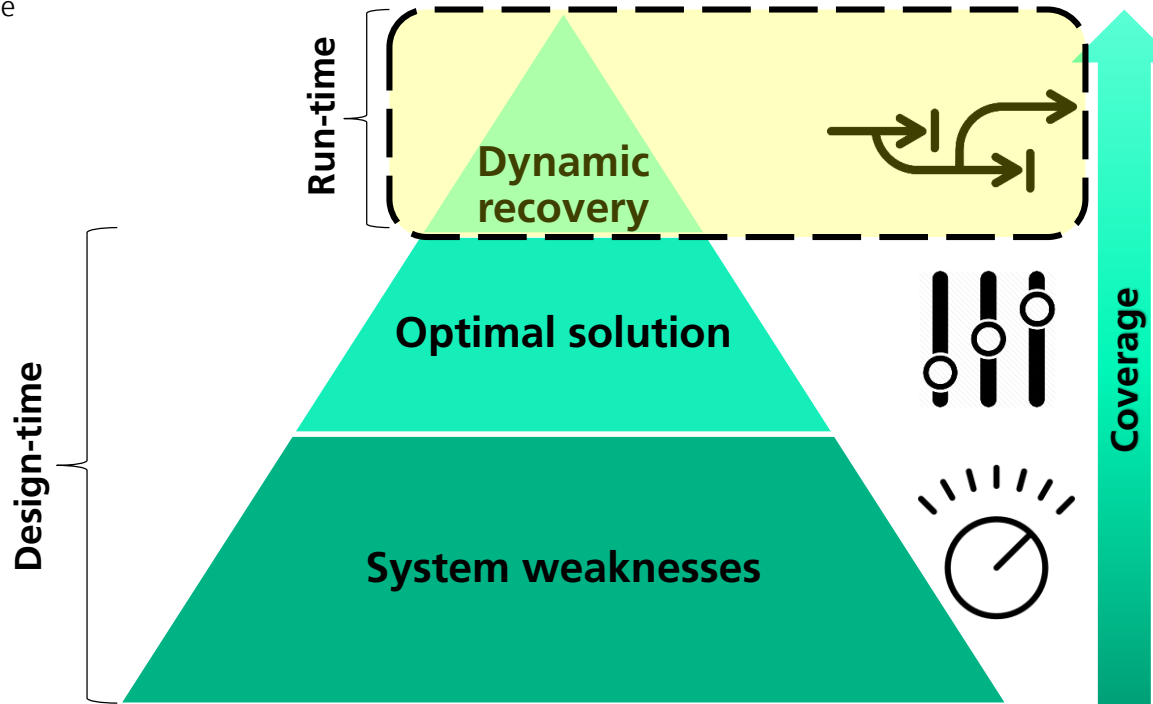 e
Run-time
Dynamic
recovery
Optimal solution
Coverage
Design-time
System weaknesses